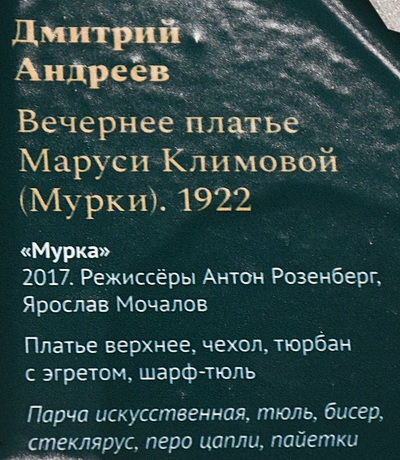 Дмитрий
Андреев
Вечернее платье
Маруси Климовой
(Мурки). 1922
«Мурка»
2017. Режиссёры Антон Розенберг,
Ярослав Мочалов
Платье верхнее, чехол, тюрбан
с эгретом, шарф-тюль
Парча искусственная, тюль, бисер,
стеклярус, перо цапли, пайетки